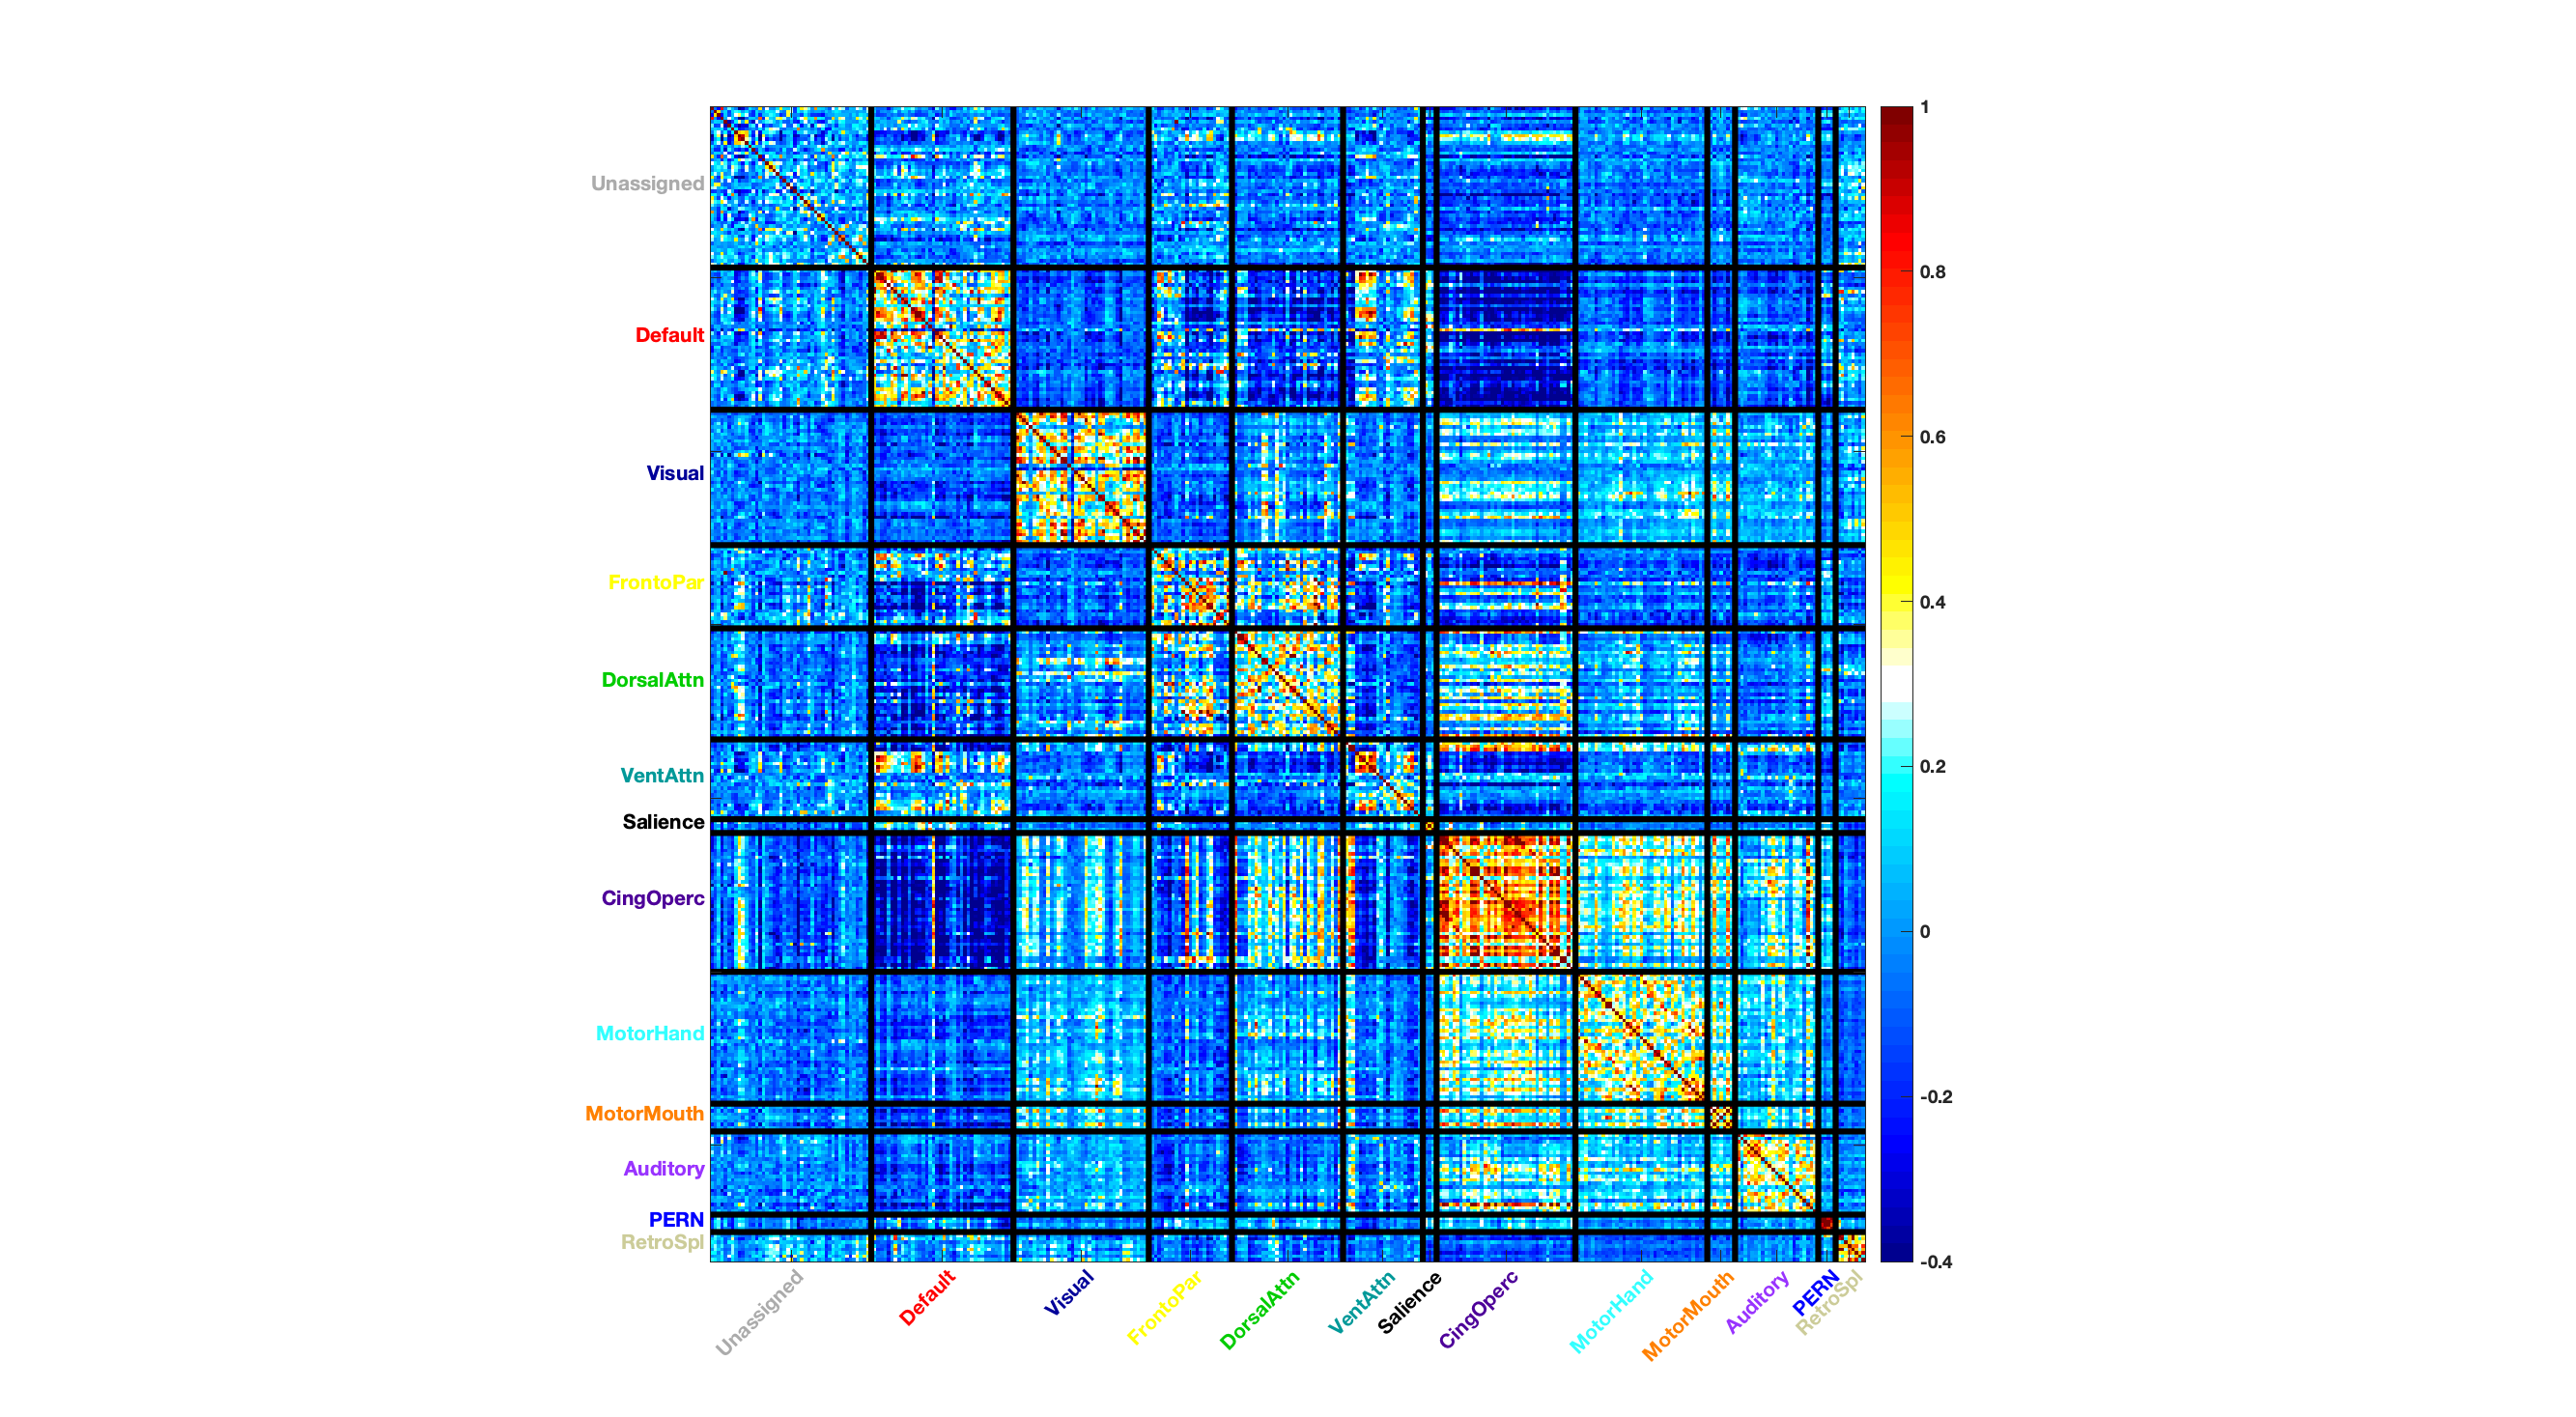 Unassigned
Default
Visual
FrontoPar
DorsalAttn
VentAttn
Salience
CingOperc
MotorHand
MotorMouth
Auditory
PERN
RetroSpl
Unassigned
Default
Visual
FrontoPar
DorsalAttn
VentAttn
Salience
CingOperc
MotorHand
MotorMouth
Auditory
PERN
RetroSpl
1
0.8
0.6
0.4
0.2
0
-0.2
-0.4